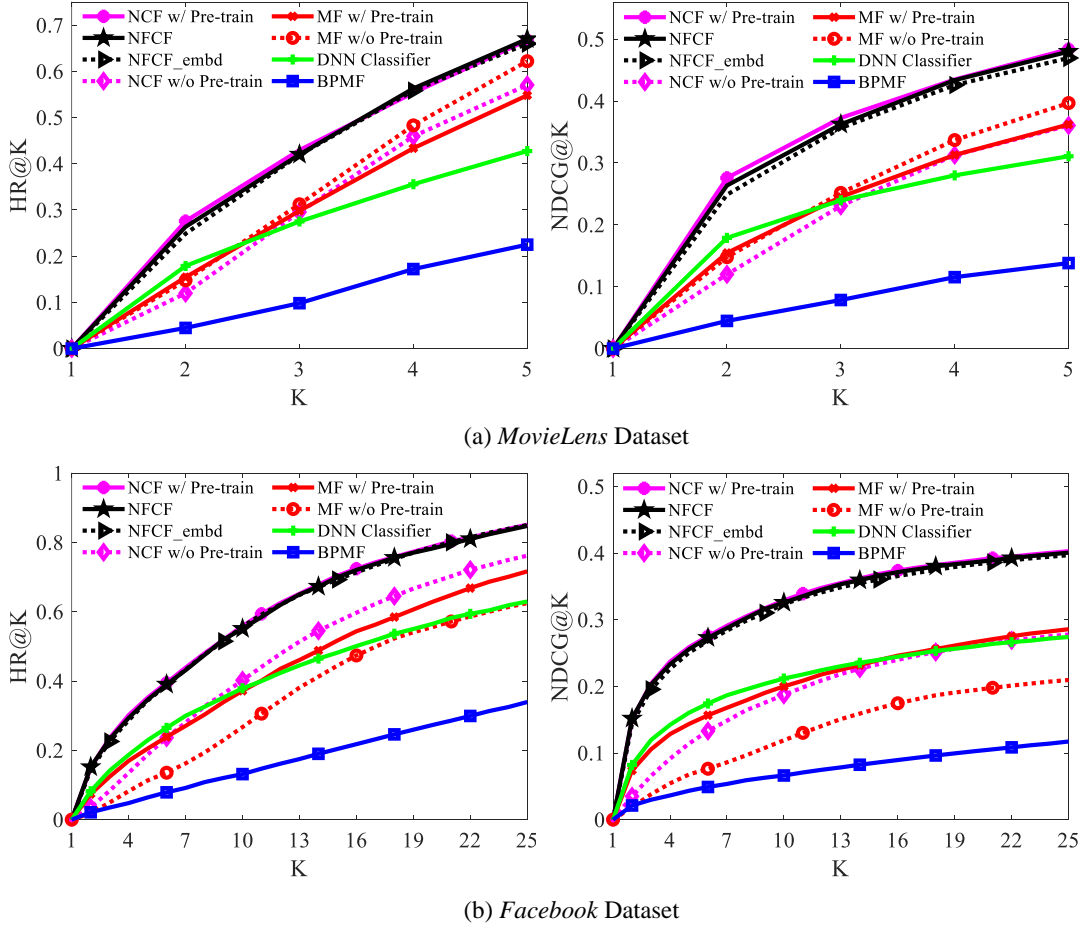 NCF w/ Pre-train
NFCF
NFCF_embd
NCF w/o Pre-train
MF w/ Pre-train
MF w/o Pre-train
DNN Classifier
BPMF
0.7
0.6
0.5
0.4
0.3
0.2
0.1
0
HR@K
1 2 3 4 5
K
NCF w/ Pre-train
NFCF
NFCF_embd
NCF w/o Pre-train
MF w/ Pre-train
MF w/o Pre-train
DNN Classifier
BPMF
0.5
0.4
0.3
0.2
0.1
0
NDCG@K
1 2 3 4 5
K
(a) MovieLens Dataset
NCF w/ Pre-train
NFCF
NFCF_embd
NCF w/o Pre-train
MF w/ Pre-train
MF w/o Pre-train
DNN Classifier
BPMF
1
0.8
0.6
0.4
0.2
0
HR@K
1 4 7 10 13 16 19 22 25
K
NCF w/ Pre-train
NFCF
NFCF_embd
NCF w/o Pre-train
MF w/ Pre-train
MF w/o Pre-train
DNN Classifier
BPMF
0.5
0.4
0.3
0.2
0.1
0
NDCG@K
1 4 7 10 13 16 19 22 25
K
(b) Facebook Dataset